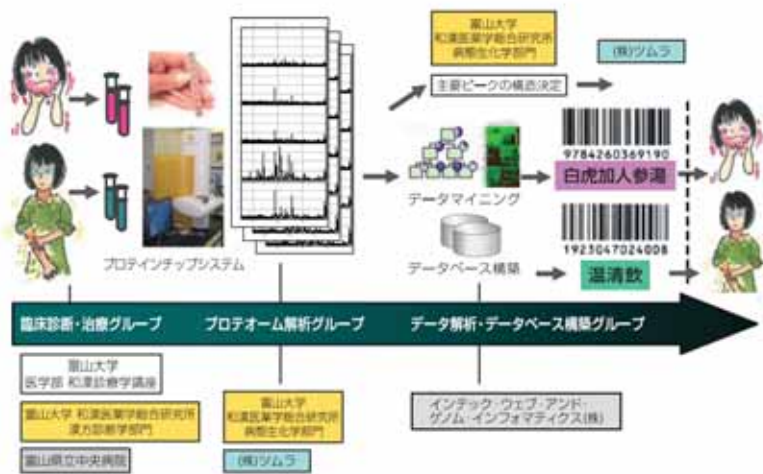 富山大学
和漢医薬学総合研究所
病態生化学部門
(株)ツムラ
主要ピークの構造決定
プロテインチップシステム
データマイニング
データベース構築
9784260369190
白虎加人参湯
1923047024008
温清飲
臨床診断・治療グループ
プロテオーム解析グループ
データ解析・データベース構築グループ
富山大学
医学部 和漢診療学講座
富山大学 和漢医薬学総合研究所
漢方診断学部門
富山県立中央病院
富山大学
和漢医薬学総合研究所
病態生化学部門
(株)ツムラ
インテック・ウェブ・アンド・
ゲノム・インフォマティクス(株)